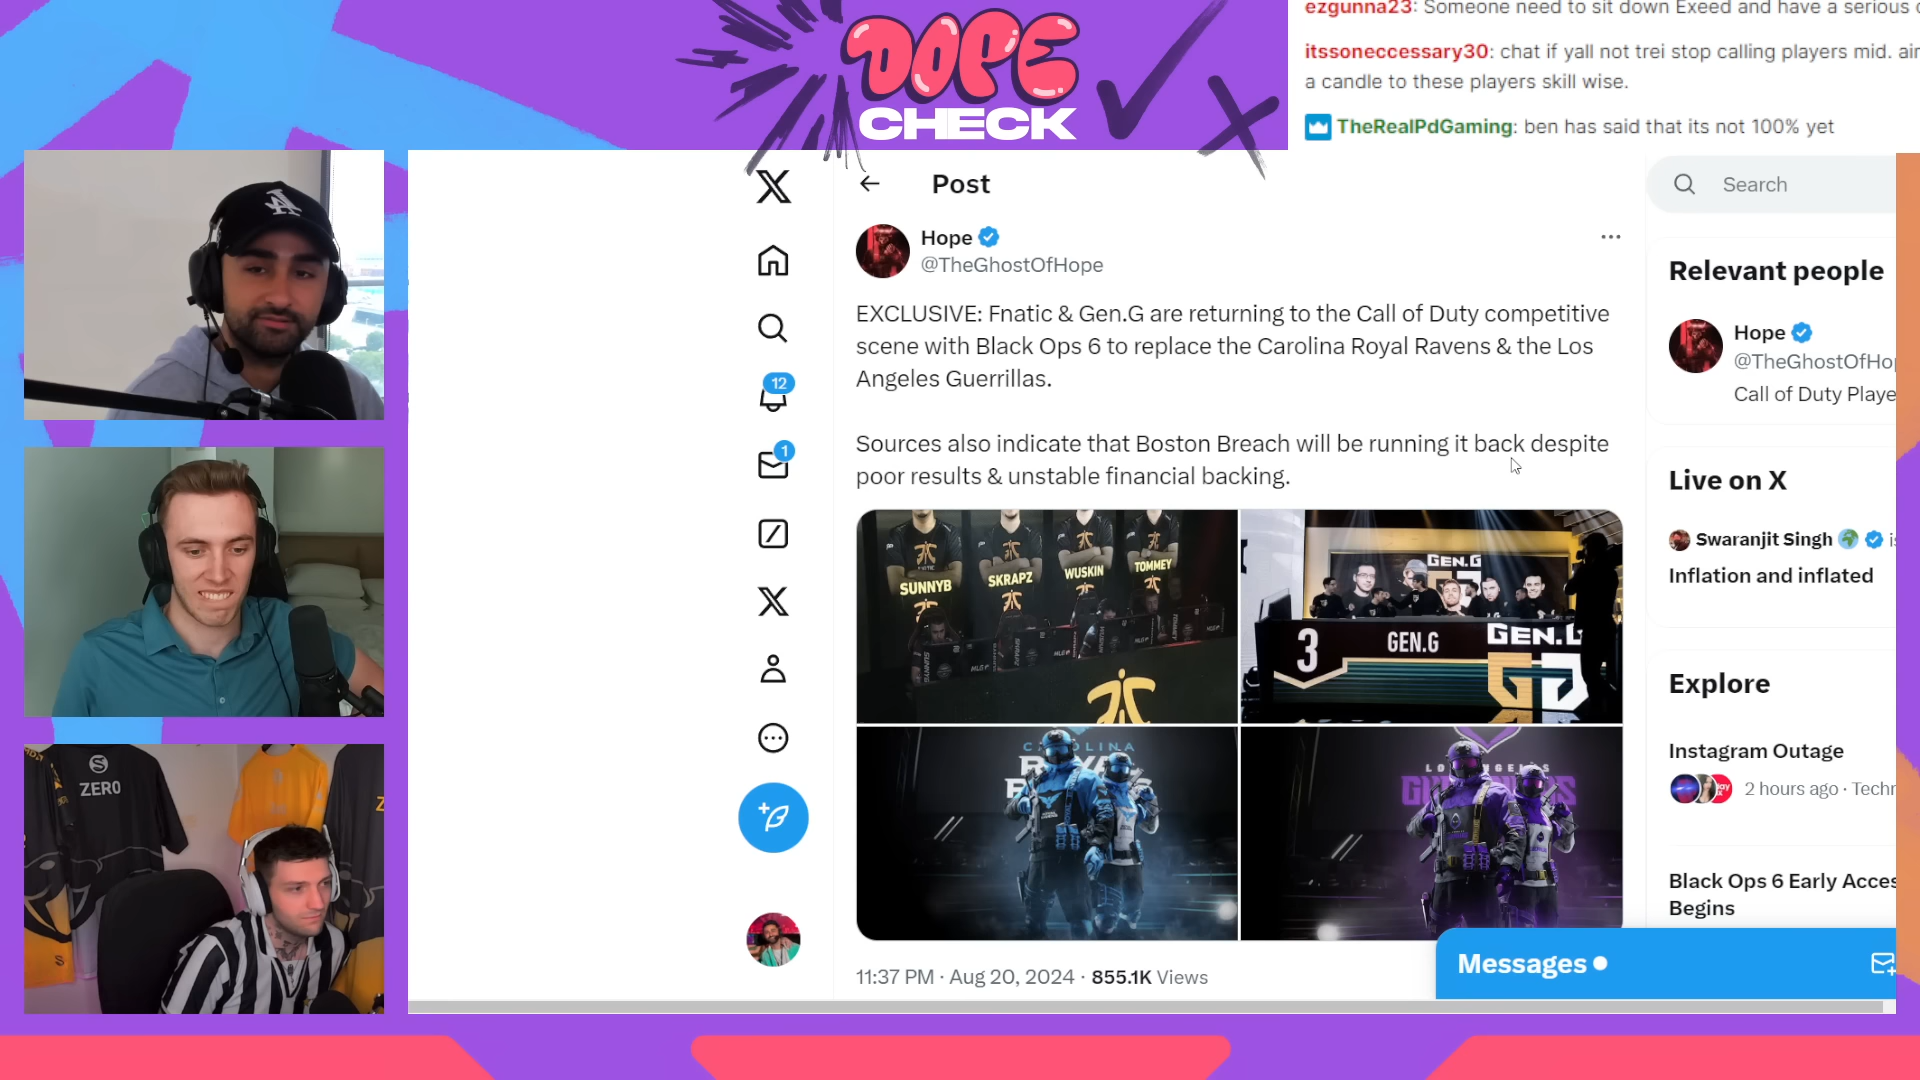 DOPE
CHECK
ezgunna23: Someone need to sit down Exeed and have a serious c
itssoneccessary30: chat if yall not trei stop calling players mid. ain
a candle to these players skill wise.
TheRealPdGaming: ben has said that its not 100% yet
Post
Search
Hope
@TheGhostOfHope
EXCLUSIVE: Fnatic & Gen.G are returning to the Call of Duty competitive
scene with Black Ops 6 to replace the Carolina Royal Ravens & the Los
Angeles Guerrillas.
Sources also indicate that Boston Breach will be running it back despite
poor results & unstable financial backing.
12
1
SUNNYB
SKRAPZ
WUSKIN
TOMMEY
GEN.G
3
GEN.G
GEN.G
CAROLINA
LOS ANGELES
11:37 PM · Aug 20, 2024 · 855.1K Views
Relevant people
Hope
@TheGhostOfHo
Call of Duty Playe
Live on X
Swaranjit Singh is
Inflation and inflated
Explore
Instagram Outage
2 hours ago · Techn
Black Ops 6 Early Acces
Begins
Messages
ZERO